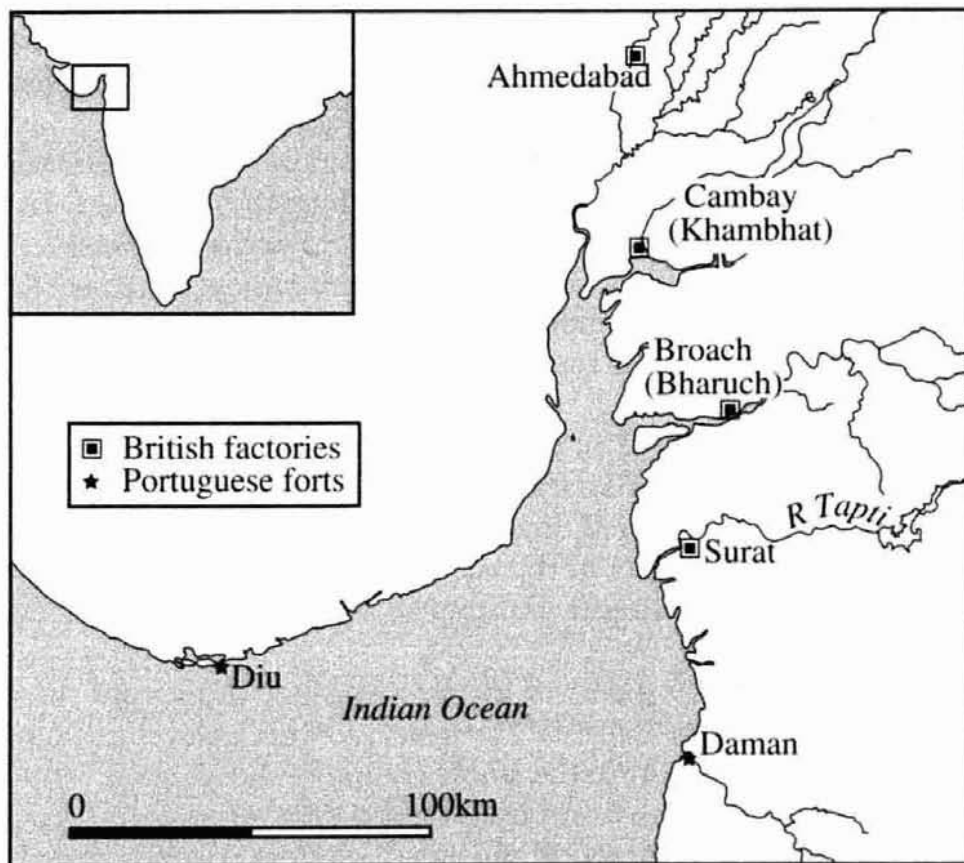 Ahmedabad
Cambay
(Khambhat)
Broach
(Bharuch)
British factories
Portuguese forts
R Tapti
Surat
Diu
Indian Ocean
Daman
0 100km